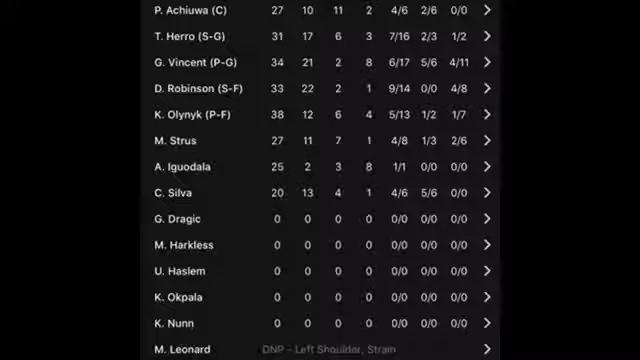 P. Achiuwa (C) 27 10 11 2 4/6 2/6 0/0
T. Herro (S-G) 31 17 6 3 7/16 2/3 1/2
G. Vincent (P-G) 34 21 2 8 6/17 5/6 4/11
D. Robinson (S-F) 33 22 2 1 9/14 0/0 4/8
K. Olynyk (P-F) 38 12 6 4 5/13 1/2 1/7
M. Strus 27 11 7 1 4/8 1/3 2/6
A. Iguodala 25 2 3 8 1/1 0/0 0/0
C. Silva 20 13 4 1 4/6 5/6 0/0
G. Dragic 0 0 0 0 0/0 0/0 0/0
M. Harkless 0 0 0 0 0/0 0/0 0/0
U. Haslem 0 0 0 0 0/0 0/0 0/0
K. Okpala 0 0 0 0 0/0 0/0 0/0
K. Nunn 0 0 0 0 0/0 0/0 0/0
M. Leonard DNP - Left Shoulder, Strain